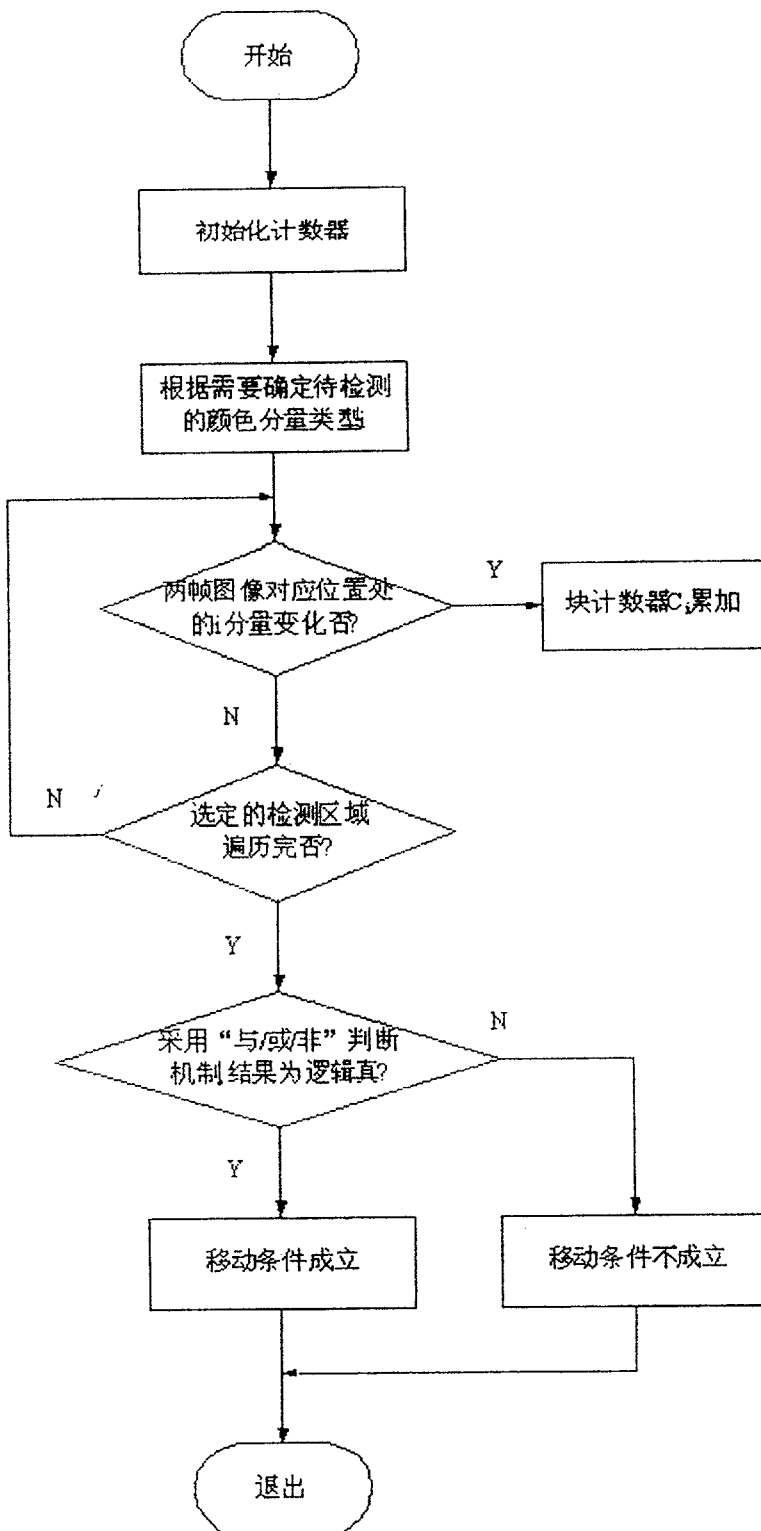 开始
初始化计数器
根据需要确定待检测
的颜色分量类型
两帧图像对应位置处
的i分量变化否?
Y
块计数器Ci累加
N
N
选定的检测区域
遍历完否?
Y
采用“与/或/非”判断
机制,结果为逻辑真?
N
Y
移动条件成立
移动条件不成立
退出